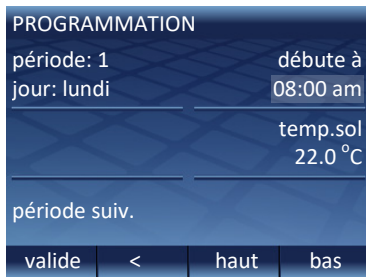 PROGRAMMATION
période: 1
débute à
jour: lundi
08:00 am
temp.sol
22.0 °C
période suiv.
valide < haut bas